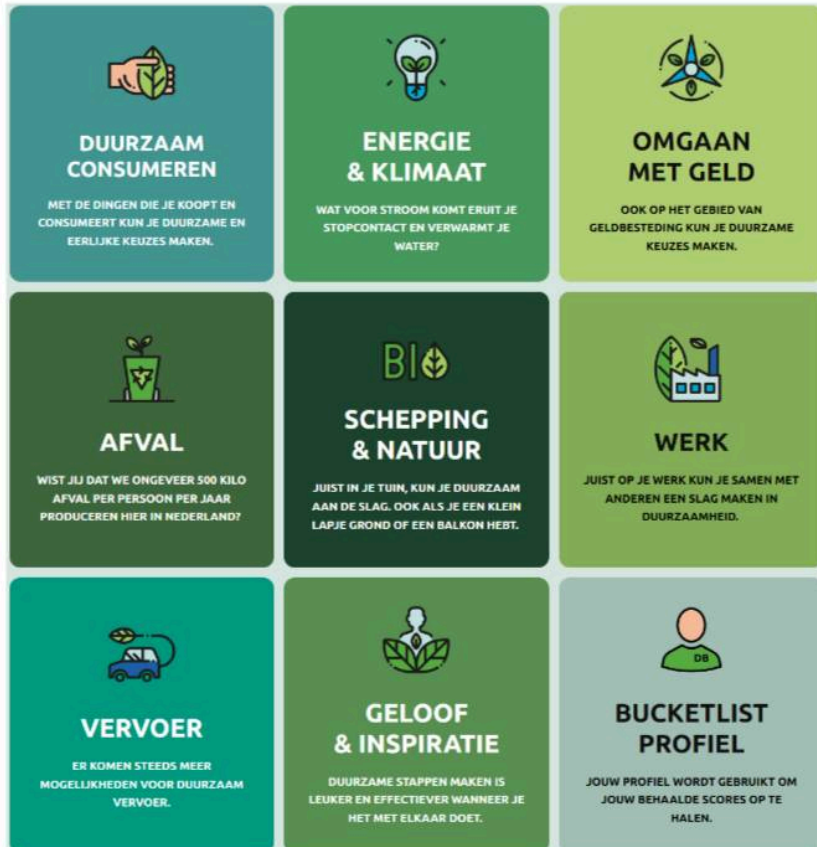 DUURZAAM
CONSUMEREN
MET DE DINGEN DIE JE KOOPT EN
CONSUMEERT KUN JE DUURZAME EN
EERLIJKE KEUZES MAKEN.
ENERGIE
& KLIMAAT
WAT VOOR STROOM KOMT ERUIT JE
STOPCONTACT EN VERWARMT JE
WATER?
OMGAAN
MET GELD
OOK OP HET GEBIED VAN
GELDBESTEDING KUN JE DUURZAME
KEUZES MAKEN.
AFVAL
WIST JIJ DAT WE ONGEVEER 500 KILO
AFVAL PER PERSOON PER JAAR
PRODUCEREN HIER IN NEDERLAND?
BIO
SCHEPPING
& NATUUR
JUIST IN JE TUIN, KUN JE DUURZAAM
AAN DE SLAG. OOK ALS JE EEN KLEIN
LAPJE GROND OF EEN BALKON HEBT.
WERK
JUIST OP JE WERK KUN JE SAMEN MET
ANDEREN EEN SLAG MAKEN IN
DUURZAAMHEID.
VERVOER
ER KOMEN STEEDS MEER
MOGELIJKHEDEN VOOR DUURZAAM
VERVOER.
GELOOF
& INSPIRATIE
DUURZAME STAPPEN MAKEN IS
LEUKER EN EFFECTIEVER WANNEER JE
HET MET ELKAAR DOET.
DB
BUCKETLIST
PROFIEL
JOUW PROFIEL WORDT GEBRUIKT OM
JOUW BEHAALDE SCORES OP TE
HALEN.